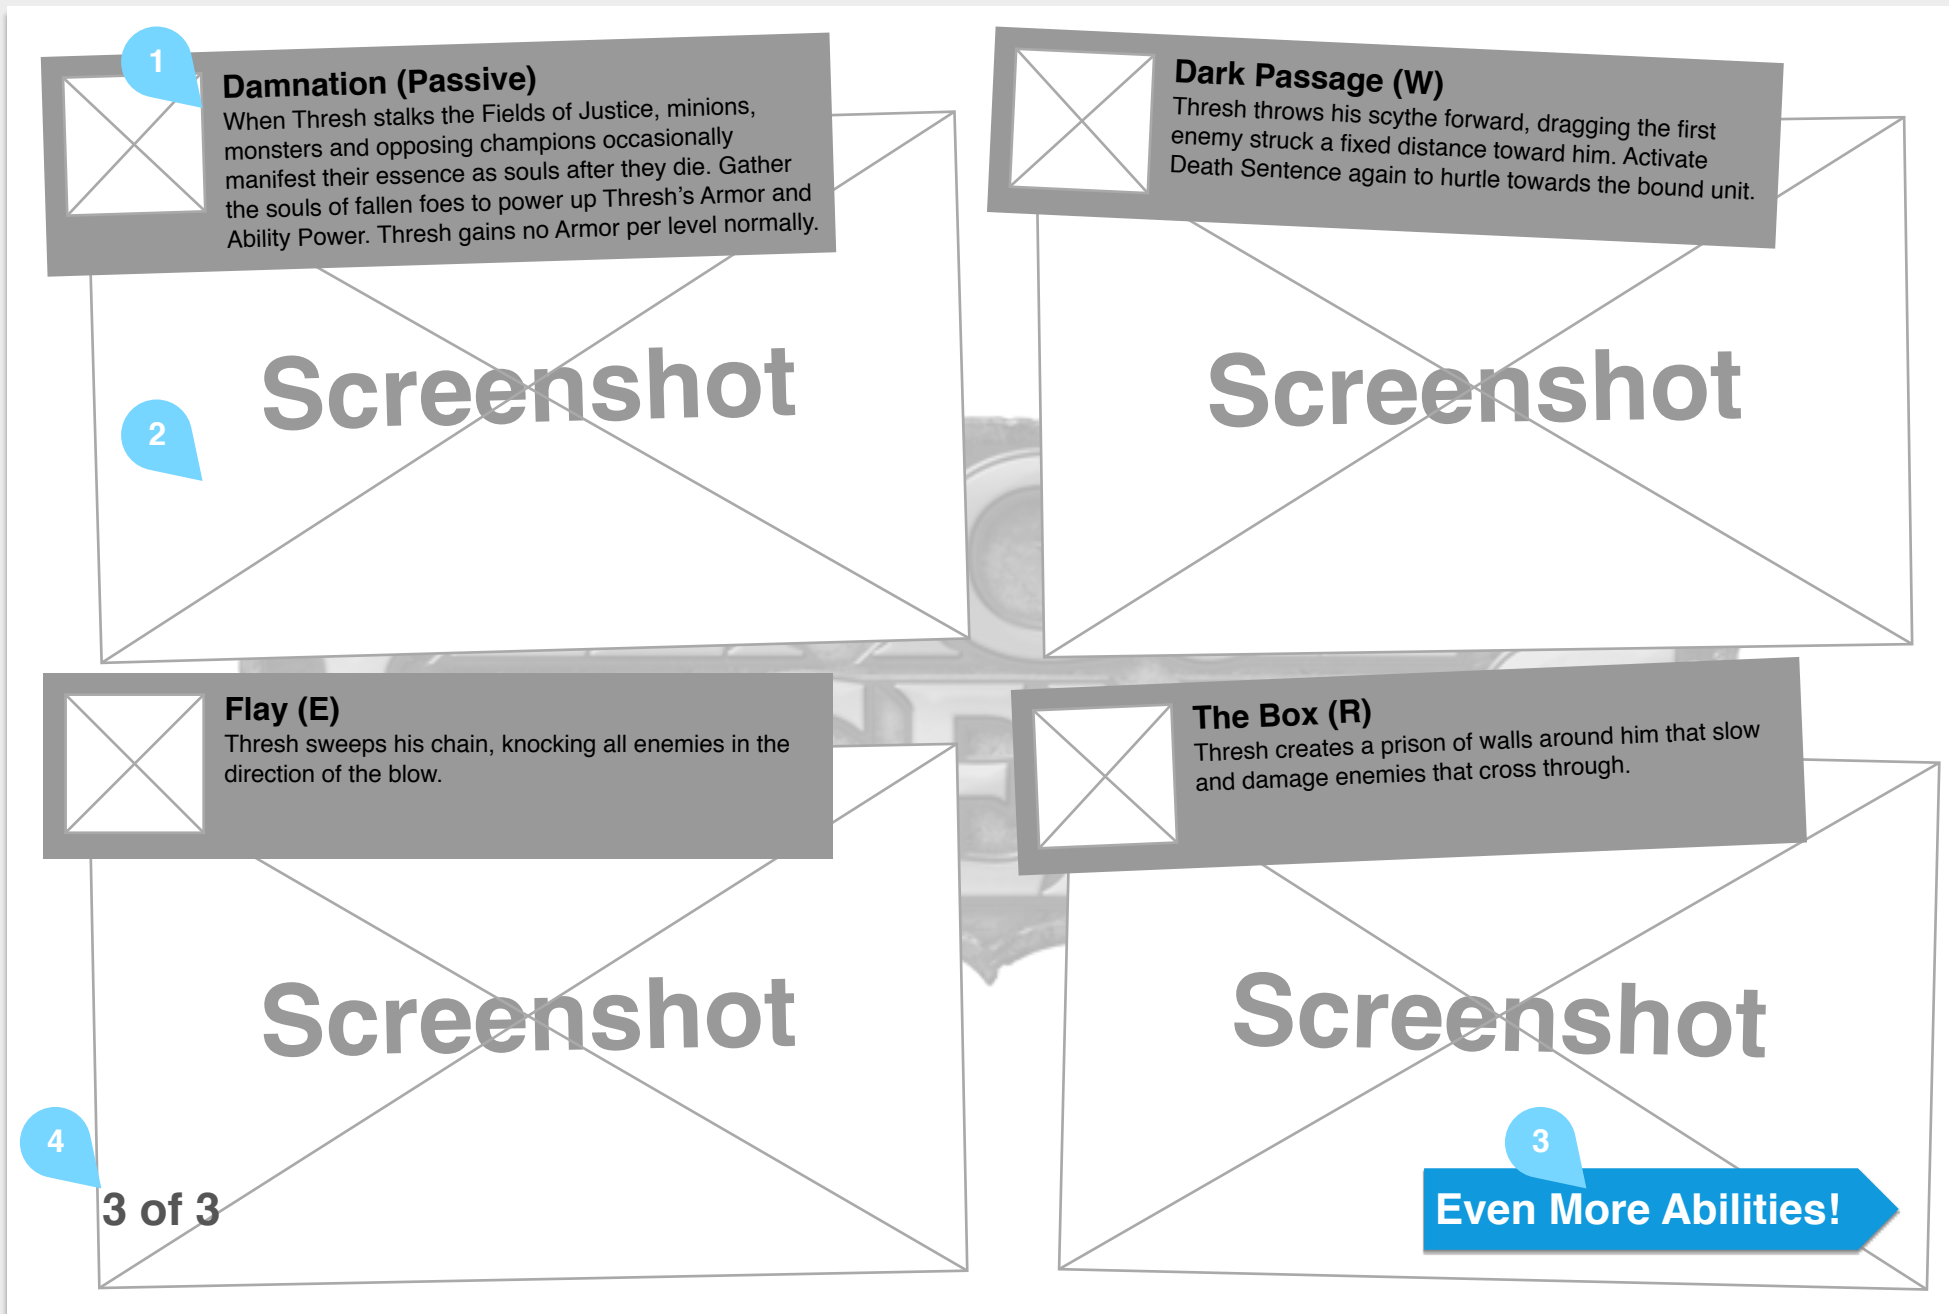 1
Damnation (Passive)
When Thresh stalks the Fields of Justice, minions,
monsters and opposing champions occasionally
manifest their essence as souls after they die. Gather
the souls of fallen foes to power up Thresh’s Armor and
Ability Power. Thresh gains no Armor per level normally.
Screenshot
2
Dark Passage (W)
Thresh throws his scythe forward, dragging the first
enemy struck a fixed distance toward him. Activate
Death Sentence again to hurtle towards the bound unit.
Screenshot
Flay (E)
Thresh sweeps his chain, knocking all enemies in the
direction of the blow.
Screenshot
4
3 of 3
The Box (R)
Thresh creates a prison of walls around him that slow
and damage enemies that cross through.
Screenshot
3
Even More Abilities!